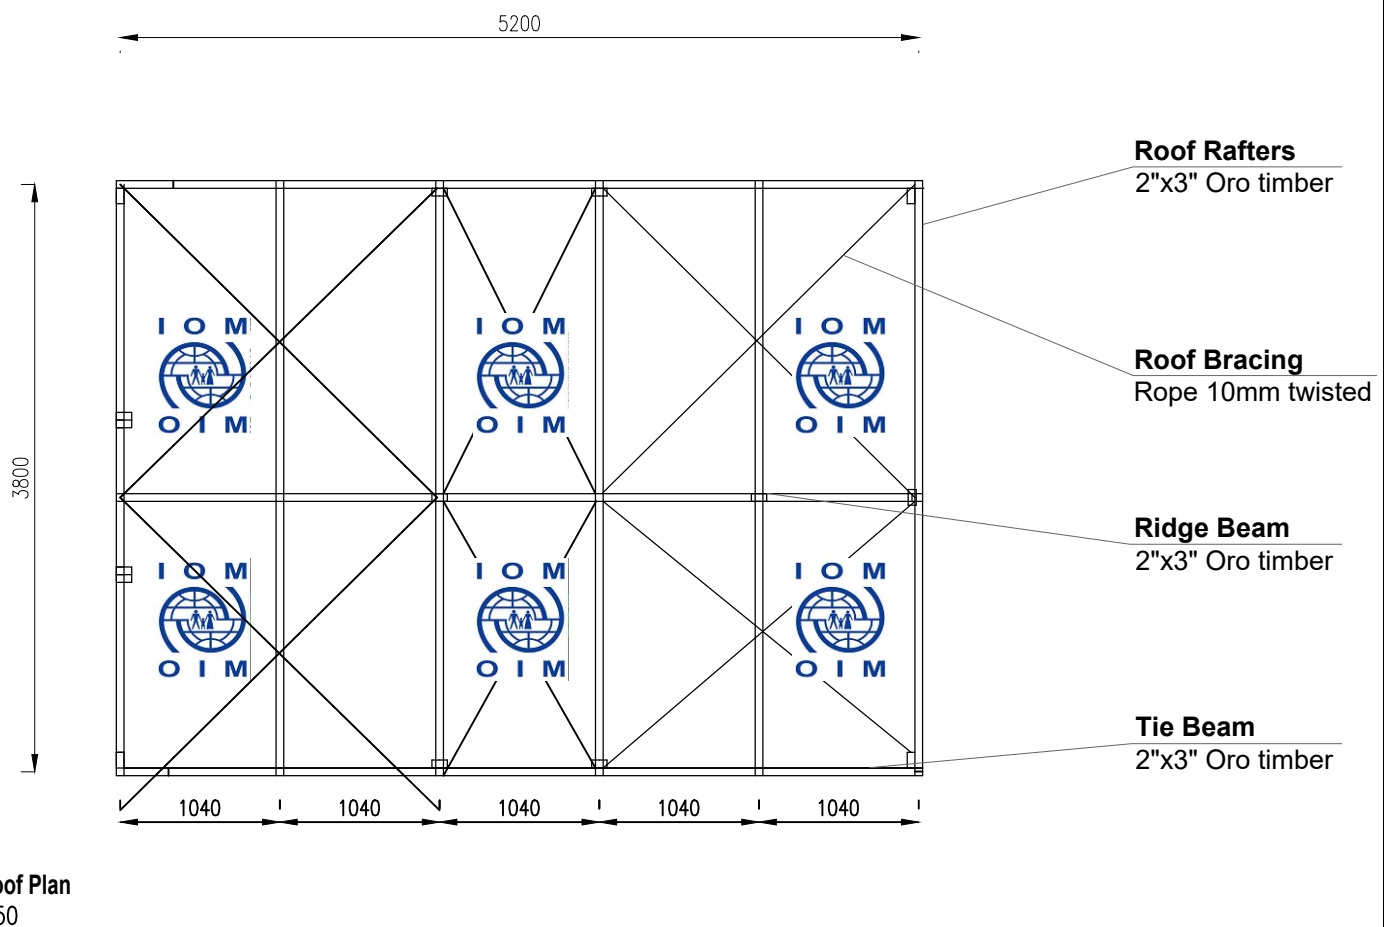 5200
Roof Rafters
2"x3" Oro timber
IOM
OIM
IOM
OIM
IOM
OIM
Roof Bracing
Rope 10mm twisted
3800
Ridge Beam
2"x3" Oro timber
IOM
OIM
IOM
OIM
IOM
OIM
Tie Beam
2"x3" Oro timber
1040 1040 1040 1040 1040
oof Plan
50